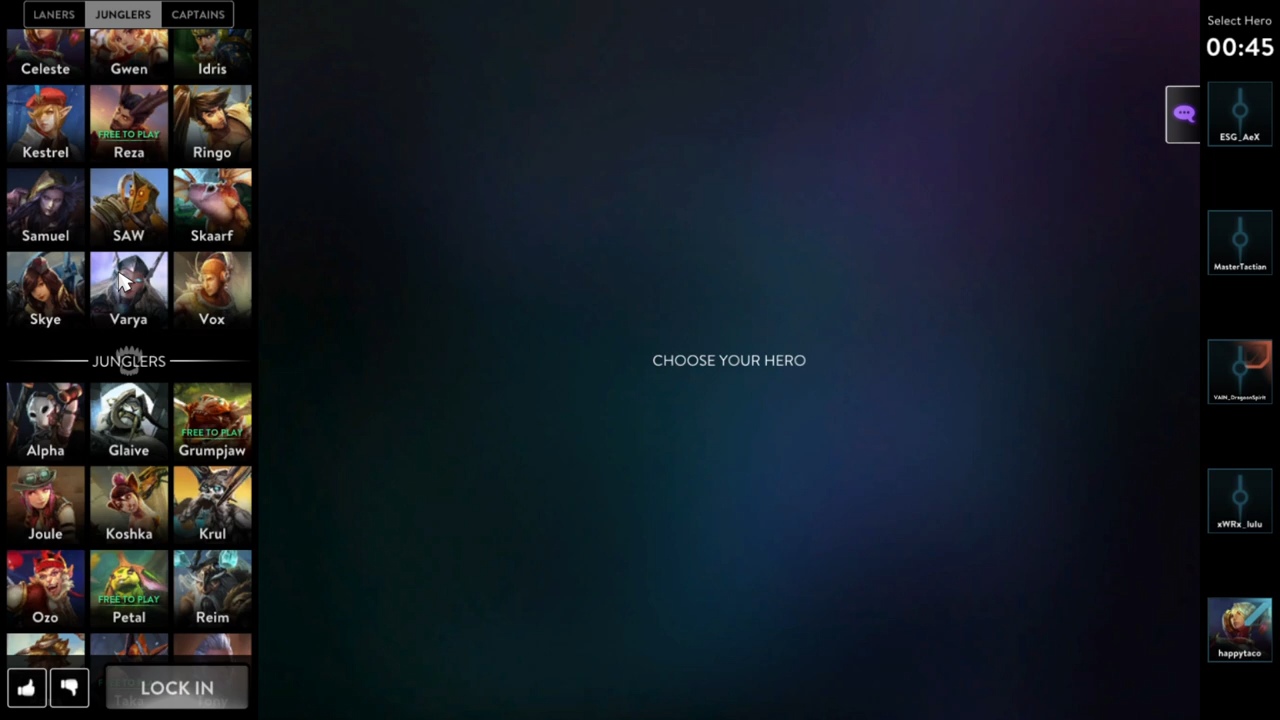 LANERS JUNGLERS CAPTAINS
Celeste Gwen Idris
FREE TO PLAY
Kestrel Reza Ringo
Samuel SAW Skaarf
Skye Varya Vox
JUNGLERS
FREE TO PLAY
Alpha Glaive Grumpjaw
Joule Koshka Krul
FREE TO PLAY
Ozo Petal Reim
LOCK IN
CHOOSE YOUR HERO
Select Hero
00:45
ESG_AeX
MasterTactian
VAIN_DragoonSpirit
xWRx_lulu
happytaco